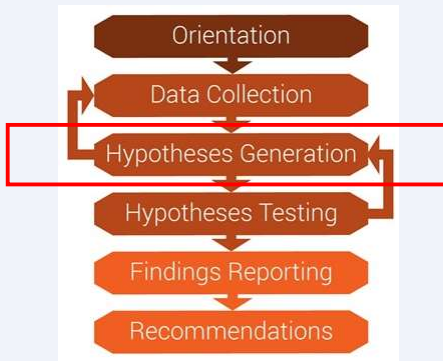 Orientation
Data Collection
Hypotheses Generation
Hypotheses Testing
Findings Reporting
Recommendations